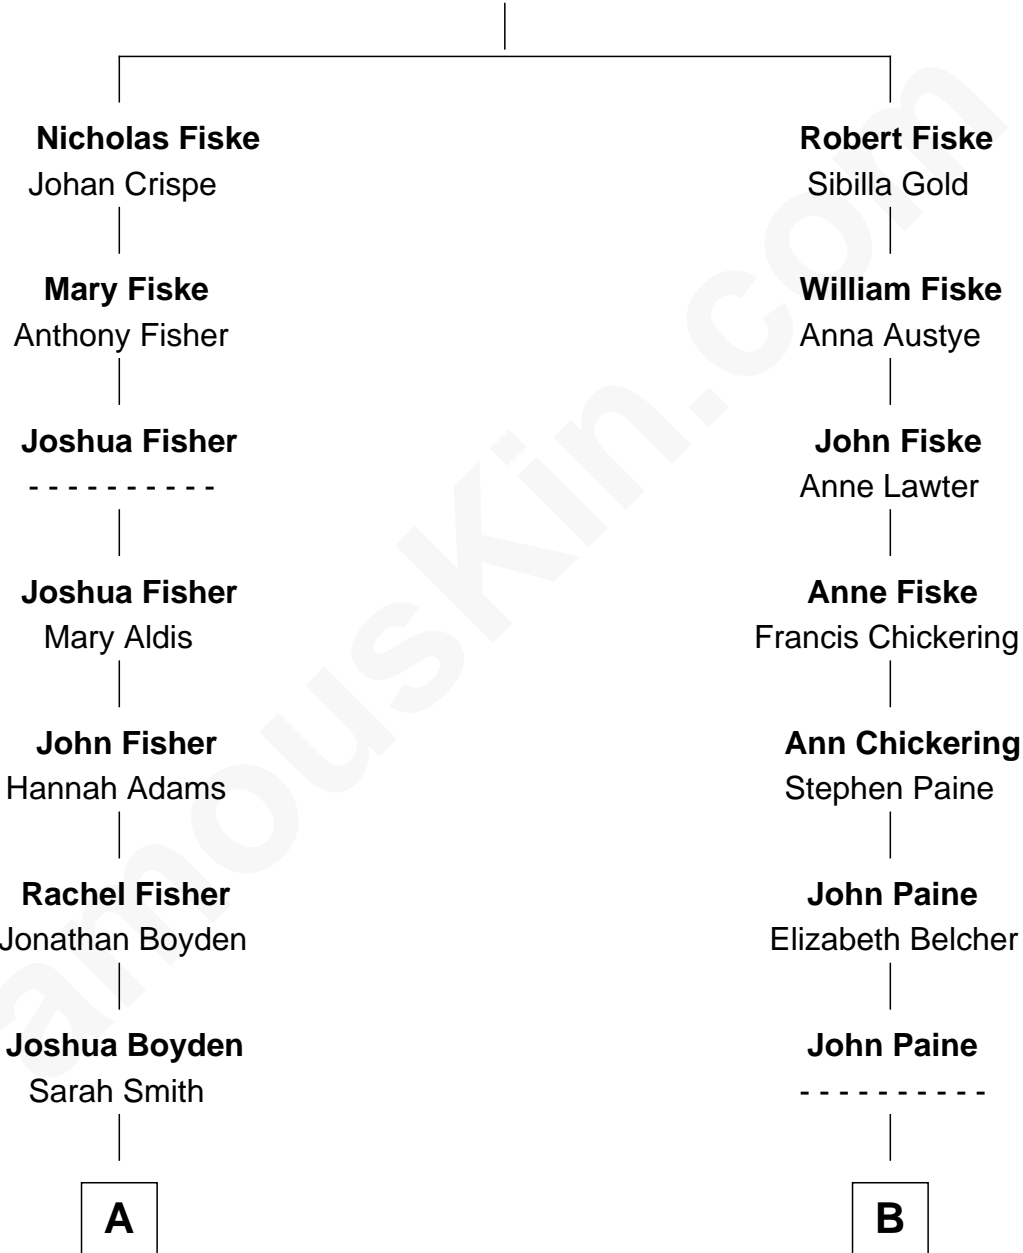 Nicholas Fiske
Johan Crispe
Mary Fiske
Anthony Fisher
Joshua Fisher
- - - - - - - - - -
Joshua Fisher
Mary Aldis
John Fisher
Hannah Adams
Rachel Fisher
Jonathan Boyden
Joshua Boyden
Sarah Smith
A
Robert Fiske
Sibilla Gold
William Fiske
Anna Austye
John Fiske
Anne Lawter
Anne Fiske
Francis Chickering
Ann Chickering
Stephen Paine
John Paine
Elizabeth Belcher
John Paine
- - - - - - - - - -
B
amouskin.com